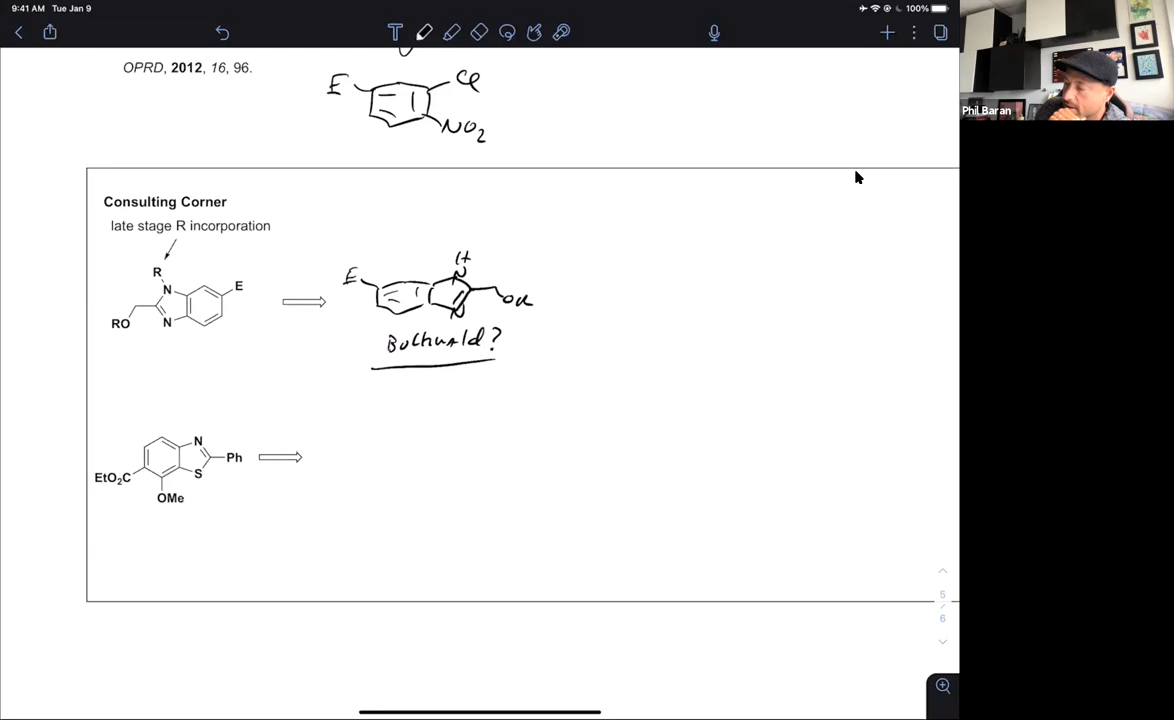 9:41 AM Tue Jan 9
100%
OPRD, 2012, 16, 96.
E
Cl
NO2
Phil Baran
Consulting Corner
late stage R incorporation
R
N
E
N
RO
E
H
N
N
OR
Buchwald?
N
Ph
S
EtO2C
OMe
5
/
6